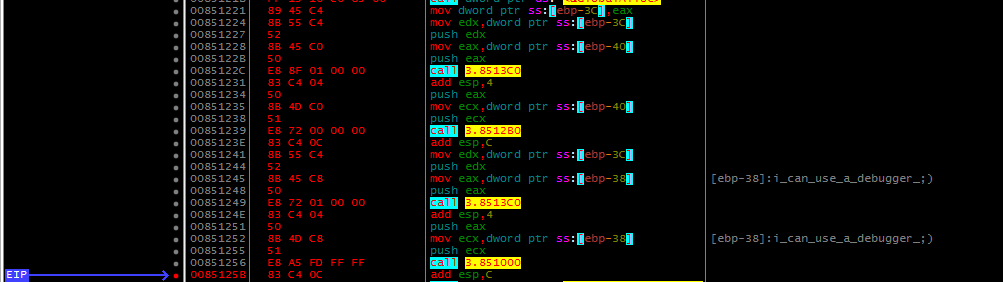 00851221 89 45 C4 mov dword ptr ss:[ebp-3C],eax
00851224 8B 55 C4 mov edx,dword ptr ss:[ebp-3C]
00851227 52 push edx
00851228 8B 45 C0 mov eax,dword ptr ss:[ebp-40]
0085122B 50 push eax
0085122C E8 8F 01 00 00 call 3.8513C0
00851231 83 C4 04 add esp,4
00851234 50 push eax
00851235 8B 4D C0 mov ecx,dword ptr ss:[ebp-40]
00851238 51 push ecx
00851239 E8 72 00 00 00 call 3.8512B0
0085123E 83 C4 0C add esp,C
00851241 8B 55 C4 mov edx,dword ptr ss:[ebp-3C]
00851244 52 push edx
00851245 8B 45 C8 mov eax,dword ptr ss:[ebp-38] [ebp-38]:i_can_use_a_debugger_;)
00851248 50 push eax
00851249 E8 72 01 00 00 call 3.8513C0
0085124E 83 C4 04 add esp,4
00851251 50 push eax
00851252 8B 4D C8 mov ecx,dword ptr ss:[ebp-38] [ebp-38]:i_can_use_a_debugger_;)
00851255 51 push ecx
00851256 E8 A5 FD FF FF call 3.851000
EIP 0085125B 83 C4 0C add esp,C